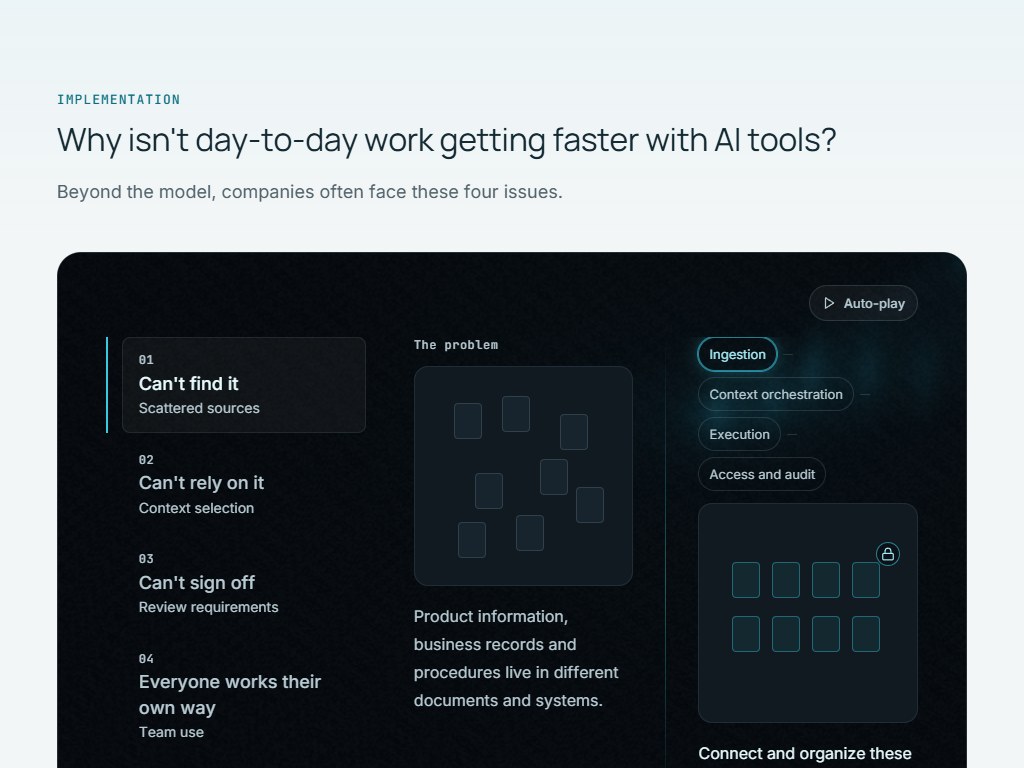 IMPLEMENTATION
Why isn't day-to-day work getting faster with AI tools?
Beyond the model, companies often face these four issues.
Auto-play
01
Can't find it
Scattered sources
02
Can't rely on it
Context selection
03
Can't sign off
Review requirements
04
Everyone works their
own way
Team use
The problem
Product information,
business records and
procedures live in different
documents and systems.
Ingestion
Context orchestration
Execution
Access and audit
Connect and organize these